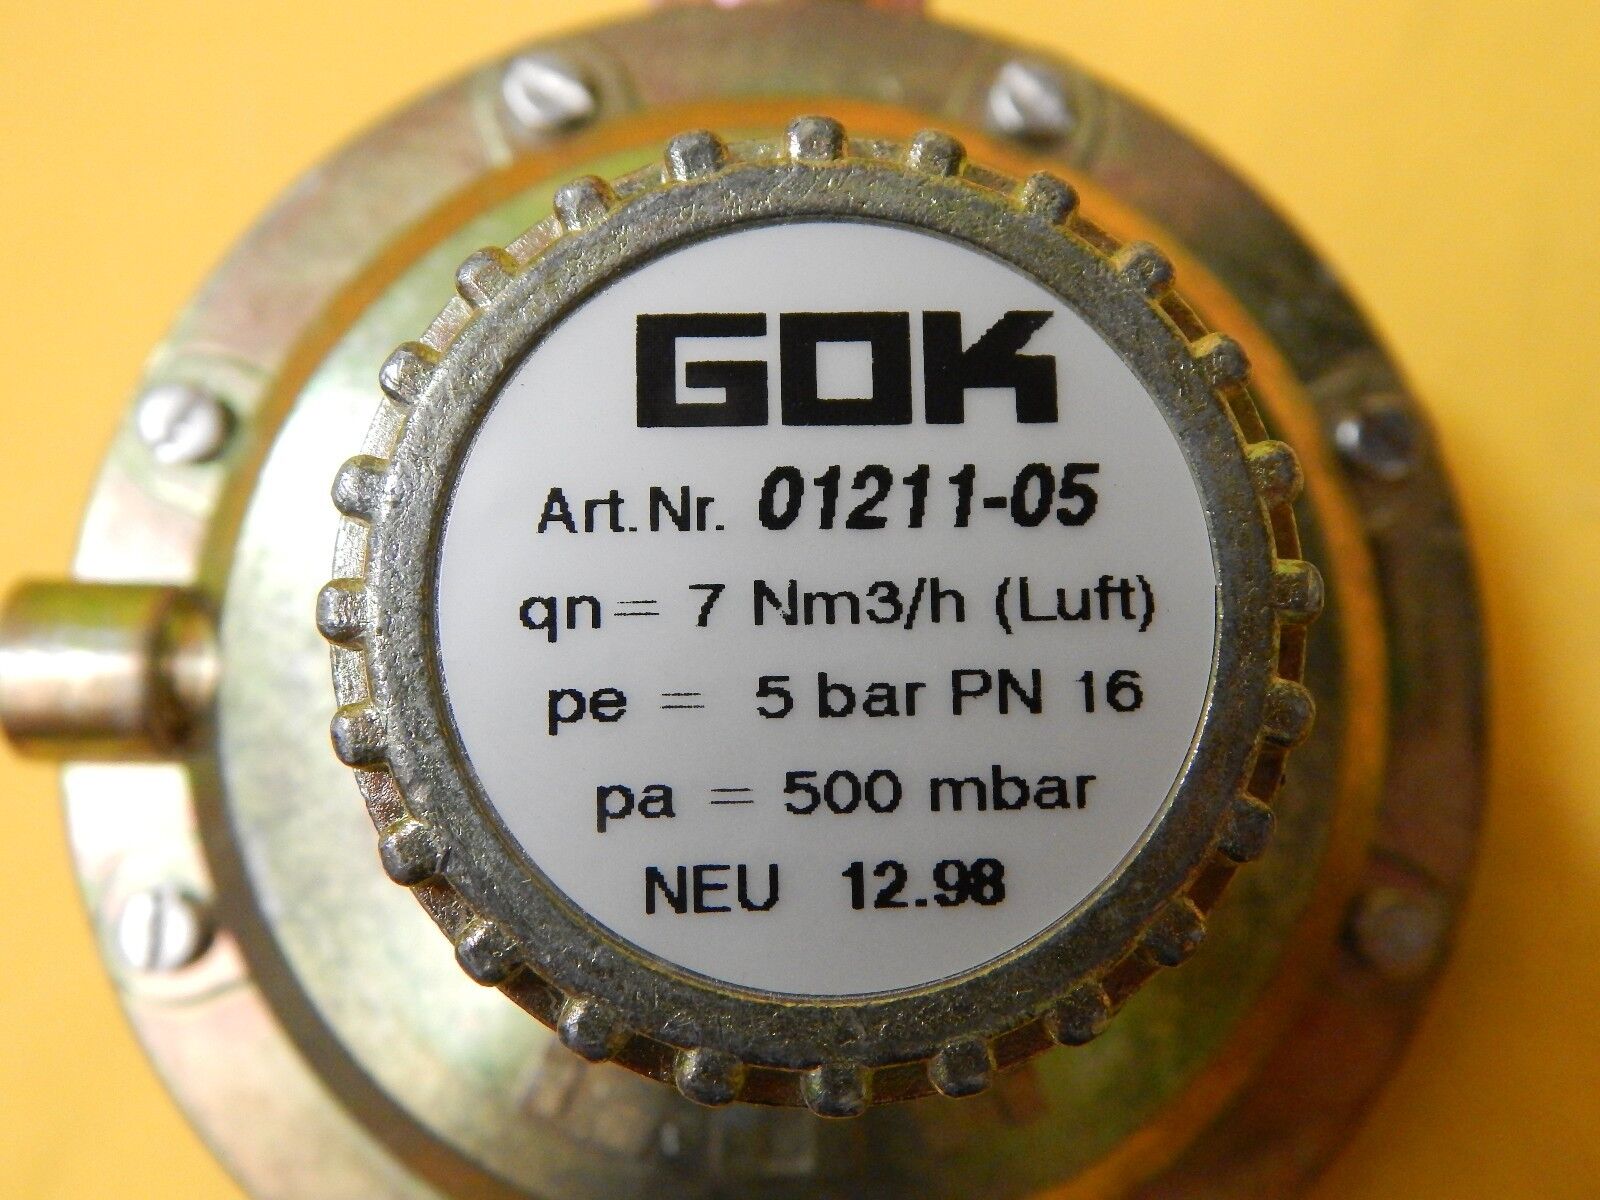 GOK
Art.Nr. 01211-05
qn = 7 Nm3/h (Luft)
pe = 5 bar PN 16
pa = 500 mbar
NEU 12.98